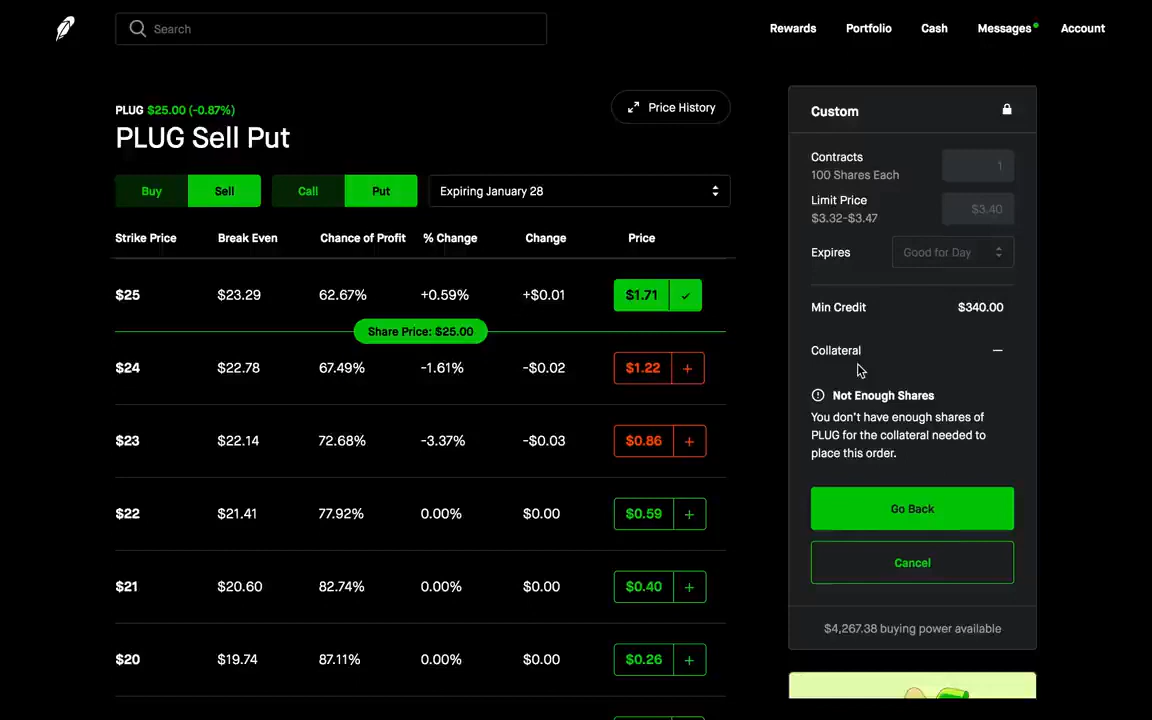 Search
Rewards Portfolio Cash Messages Account
PLUG $25.00 (-0.87%)
PLUG Sell Put
Price History
Buy Sell Call Put Expiring January 28
Strike Price Break Even Chance of Profit % Change Change Price
$25 $23.29 62.67% +0.59% +$0.01 $1.71
Share Price: $25.00
$24 $22.78 67.49% -1.61% -$0.02 $1.22 +
$23 $22.14 72.68% -3.37% -$0.03 $0.86 +
$22 $21.41 77.92% 0.00% $0.00 $0.59 +
$21 $20.60 82.74% 0.00% $0.00 $0.40 +
$20 $19.74 87.11% 0.00% $0.00 $0.26 +
Custom
Contracts
100 Shares Each
1
Limit Price
$3.32-$3.47
$3.40
Expires Good for Day
Min Credit $340.00
Collateral —
Not Enough Shares
You don't have enough shares of
PLUG for the collateral needed to
place this order.
Go Back
Cancel
$4,267.38 buying power available